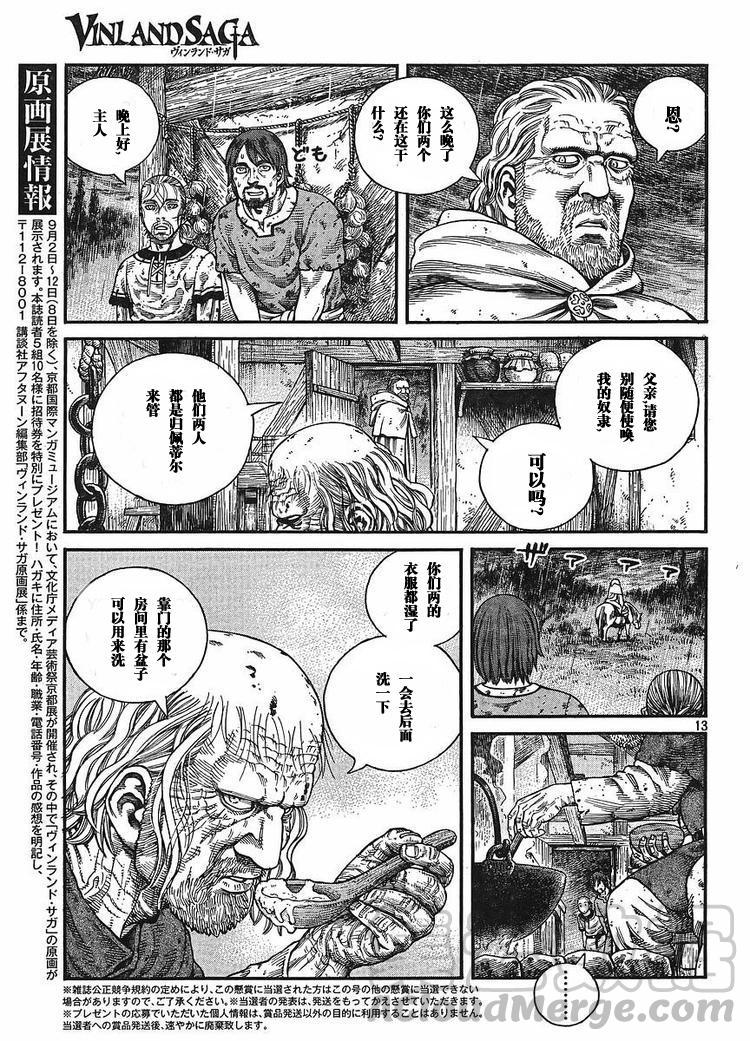 VINLAND SAGA
ヴィンランド・サガ
恩?
这么晚了
你们两个
还在这干
什么?
晚上好,
主人
ども
父亲,请您
别随便使唤
我的奴隶,
可以吗?
他们两人
都是归佩蒂尔
来管
ザァァ
13
你们两的
衣服都湿了
一会去后面
洗一下
靠门的那个
房间里有盆子
可以用来洗
…………
原画展情報
9月2日~12日(8日を除く)、京都国際マンガミュージアムにおいて、文化庁メディア芸術祭京都展が開催され、その中で「ヴィンランド・サガ」の原画が
展示されます。本誌読者5組10名様に招待券を特別にプレゼント! ハガキに住所・氏名・年齢・職業・電話番号・作品の感想を明記し、
〒112-8001 講談社アフタヌーン編集部「ヴィンランド・サガ原画展」係まで。
※雑誌公正競争規約の定めにより、この懸賞に当選された方はこの号の他の懸賞に当選できない
場合がありますので、ご了承ください。※当選者の発表は、発送をもってかえさせていただきます。
※プレゼントの応募でいただいた個人情報は、賞品発送以外の目的に利用することはありません。
当選者への賞品発送後、速やかに廃棄致します。
ReloadMerge.com